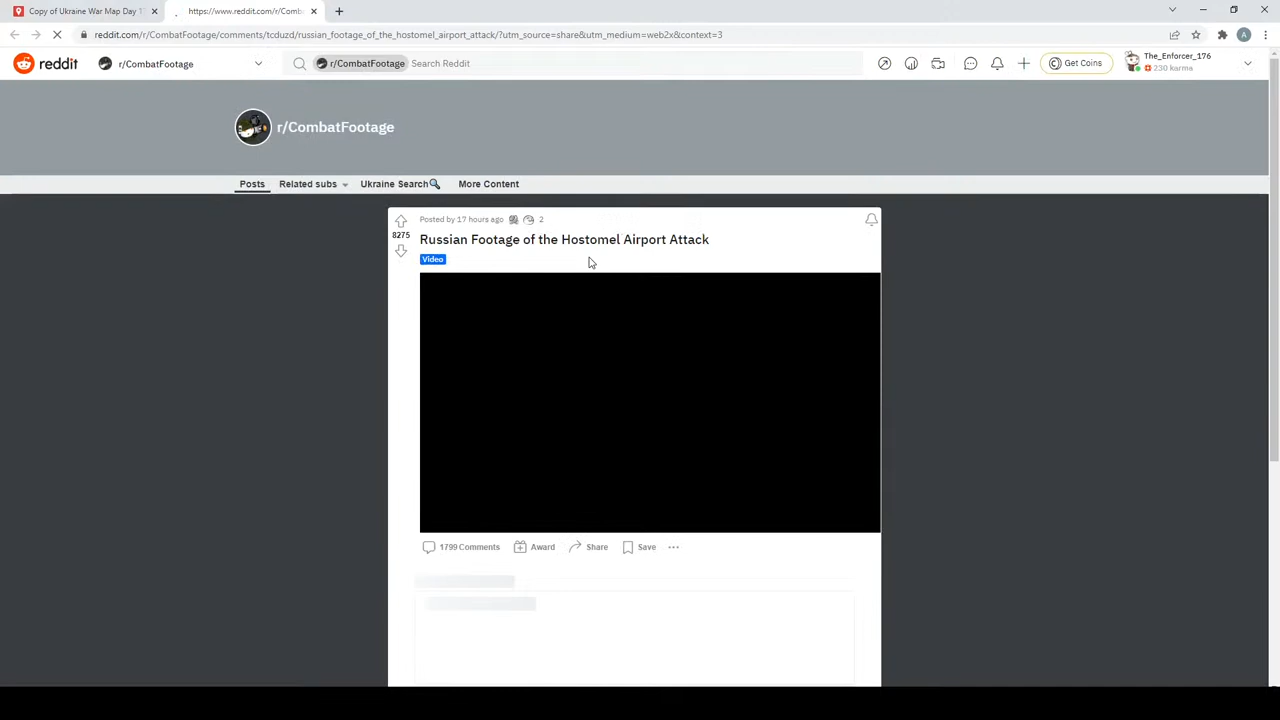 Copy of Ukraine War Map Day 1
https://www.reddit.com/r/Comb
reddit.com/r/CombatFootage/comments/tcduzd/russian_footage_of_the_hostomel_airport_attack/?utm_source=share&utm_medium=web2x&context=3
A
reddit
r/CombatFootage
r/CombatFootage
Search Reddit
Get Coins
The_Enforcer_176
230 karma
r/CombatFootage
Posts
Related subs
Ukraine Search🔍
More Content
Posted by 17 hours ago
2
8275
Russian Footage of the Hostomel Airport Attack
Video
1799 Comments
Award
Share
Save